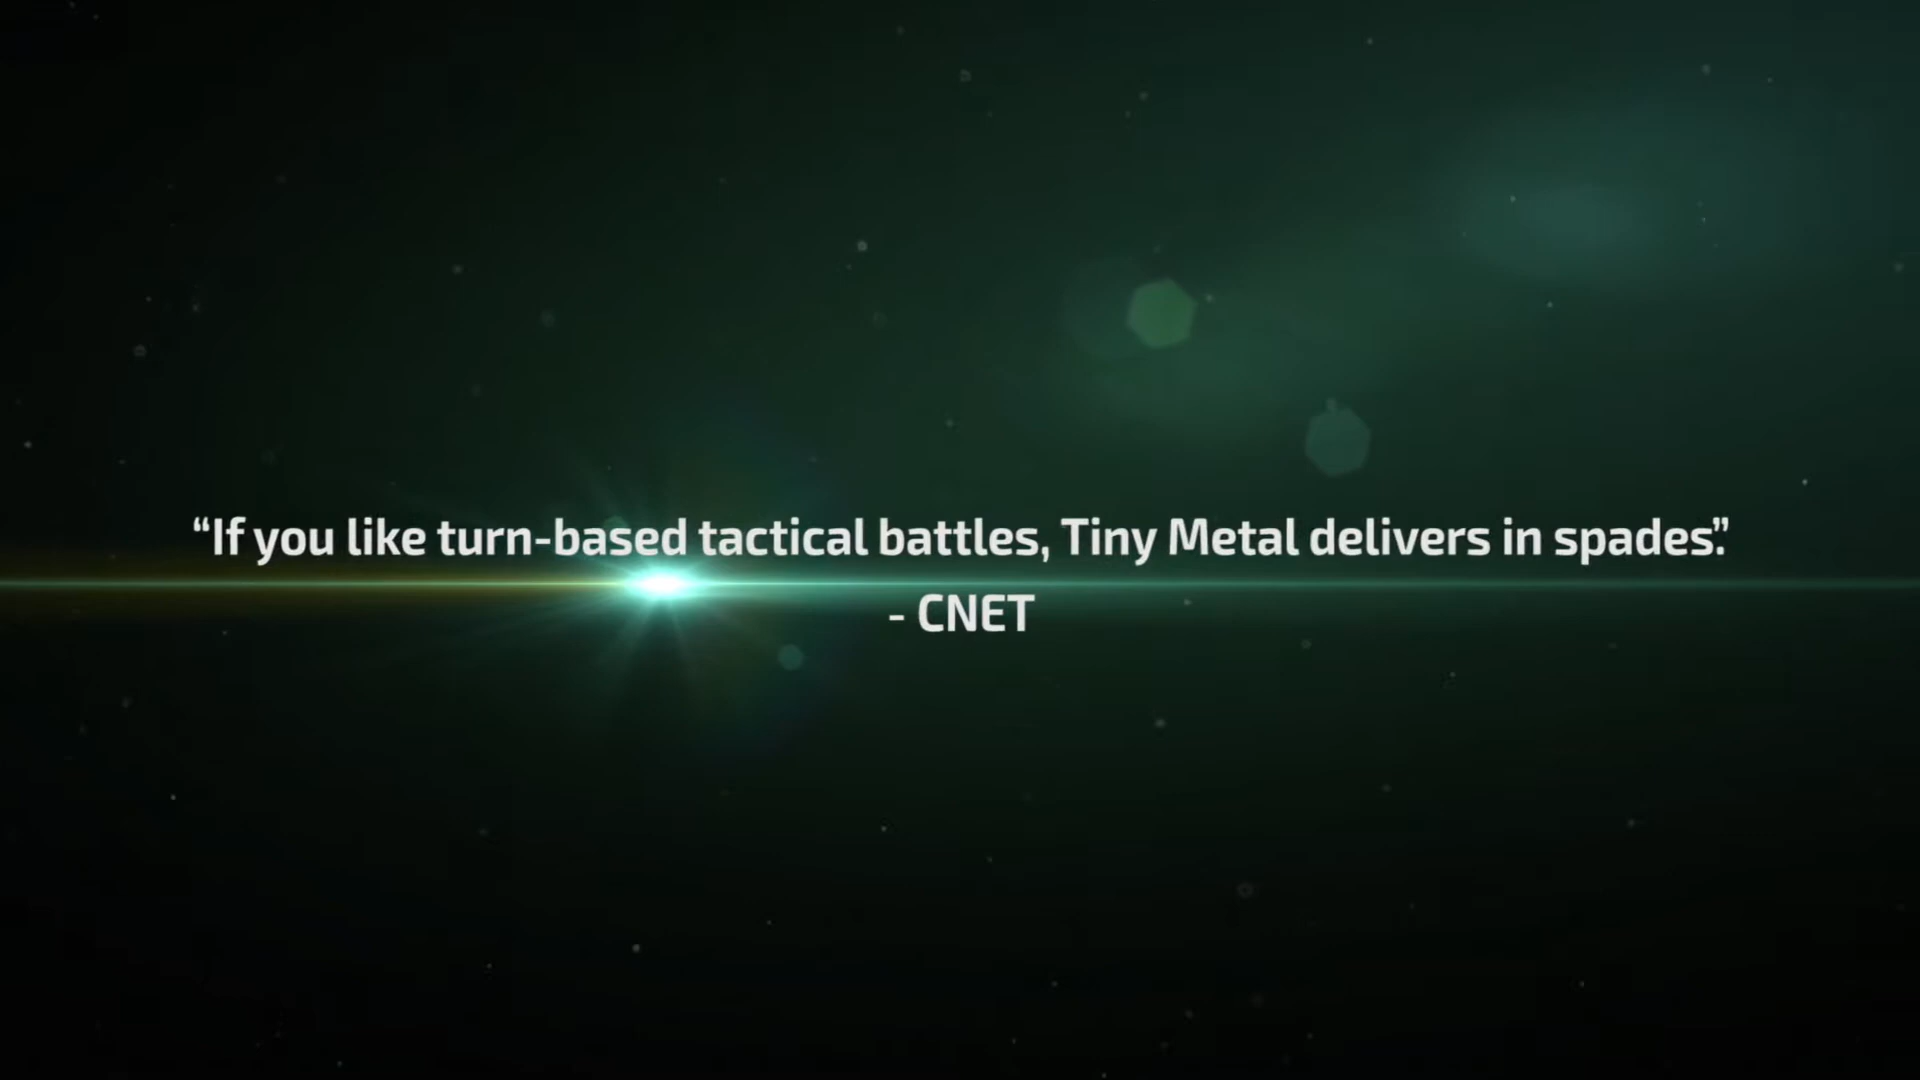 “If you like turn-based tactical battles, Tiny Metal delivers in spades.”
- CNET